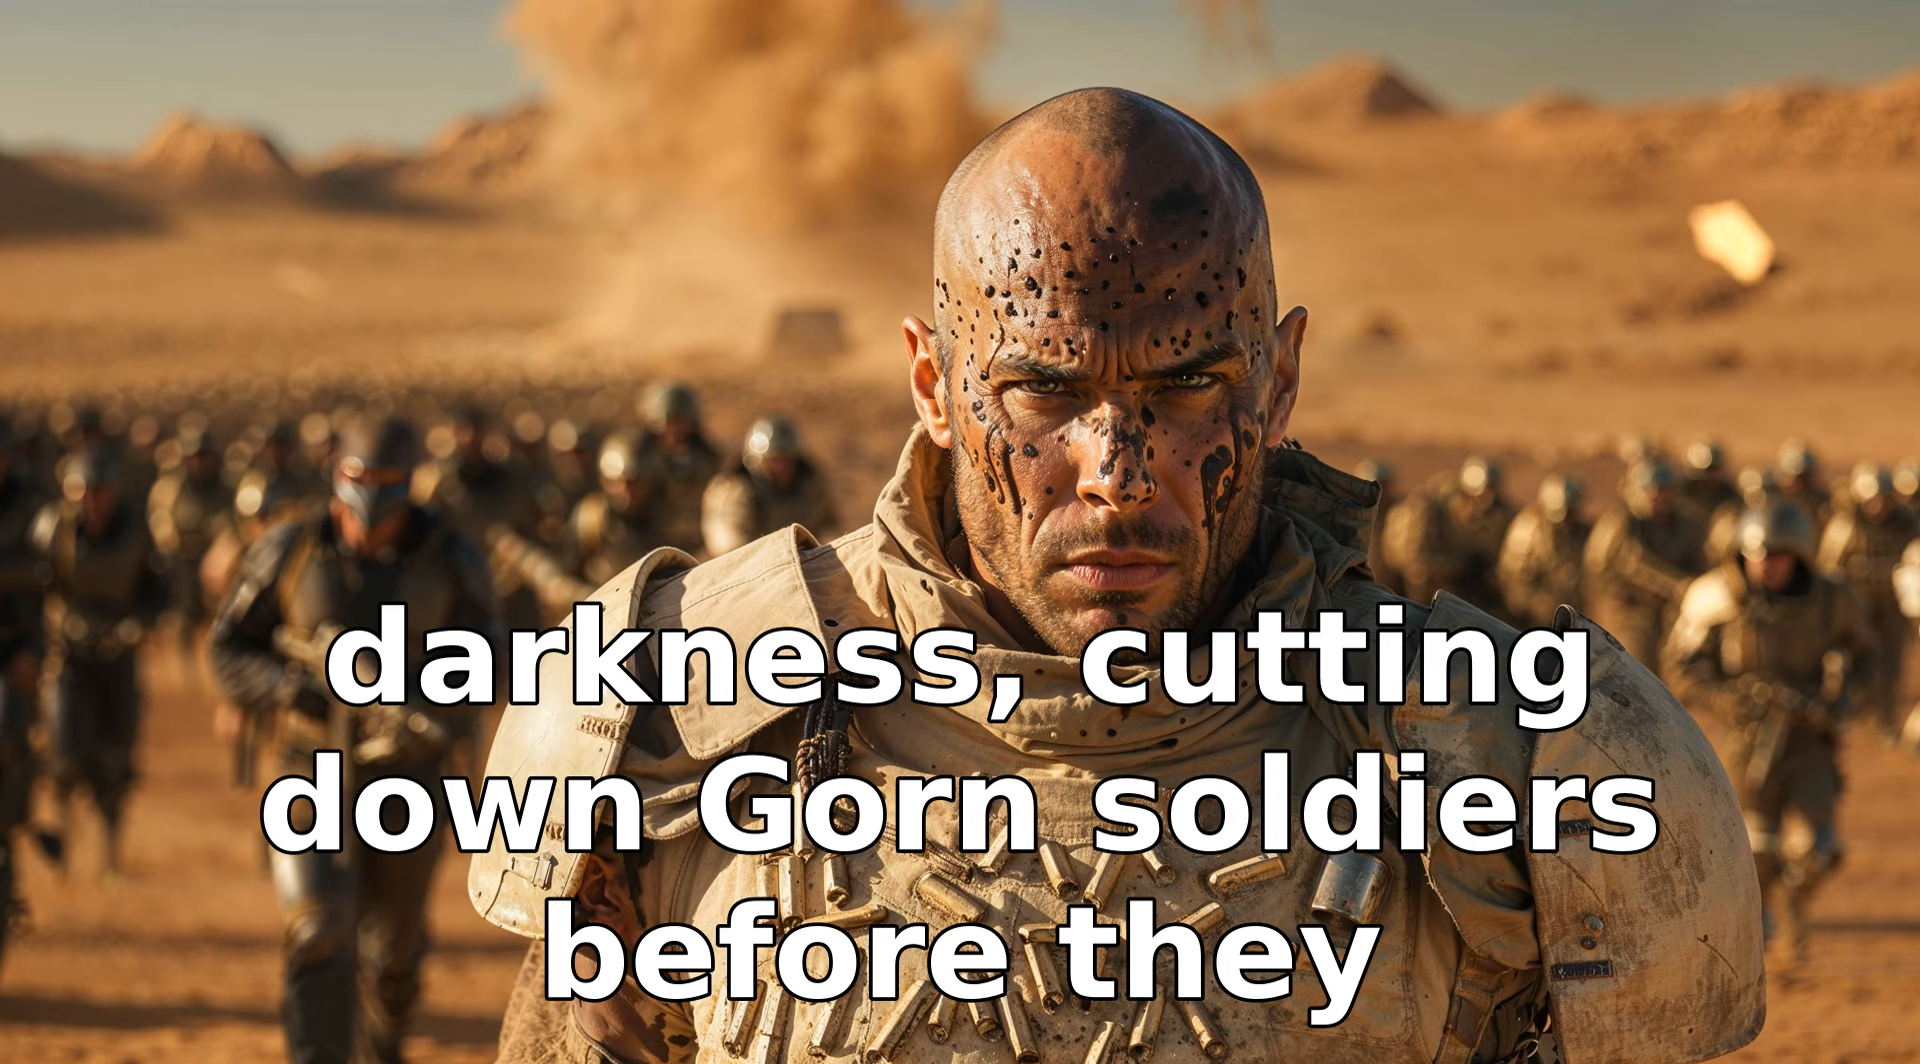 darkness, cutting
down Gorn soldiers
before they